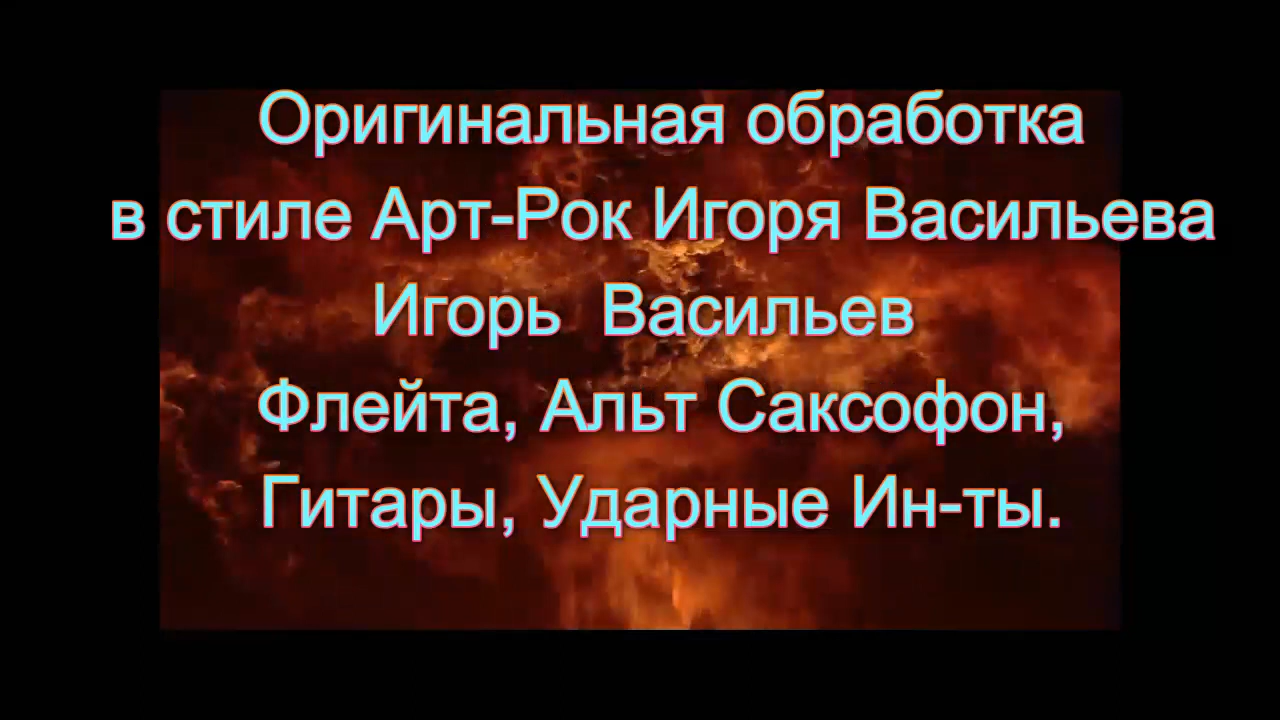 Оригинальная обработка
в стиле Арт-Рок Игоря Васильева
Игорь Васильев
Флейта, Альт Саксофон,
Гитары, Ударные Ин-ты.